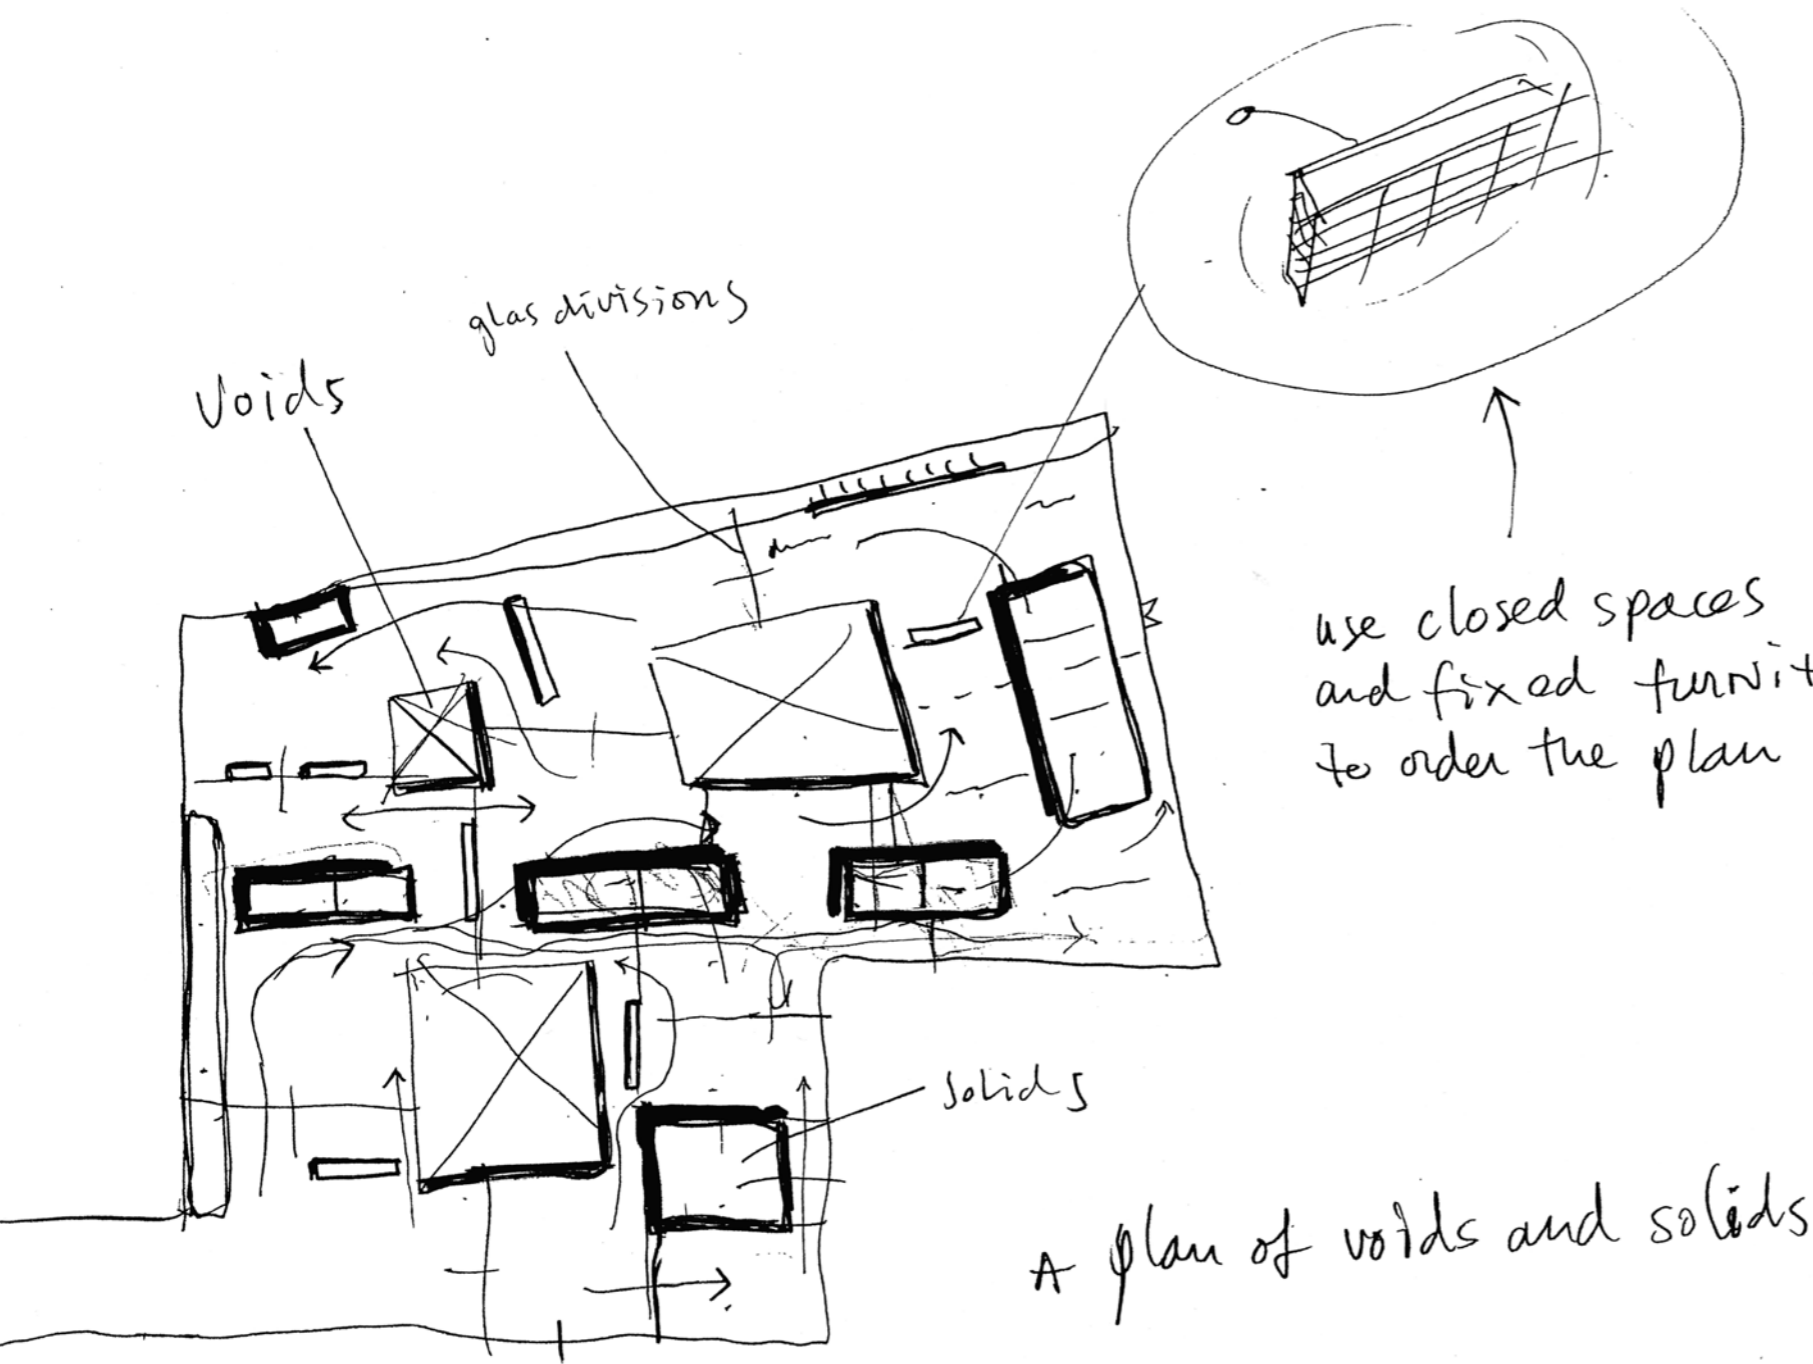 glas divisions
Voids
use closed spaces
and fixed furnit
to order the plan
solids
A plan of voids and solids